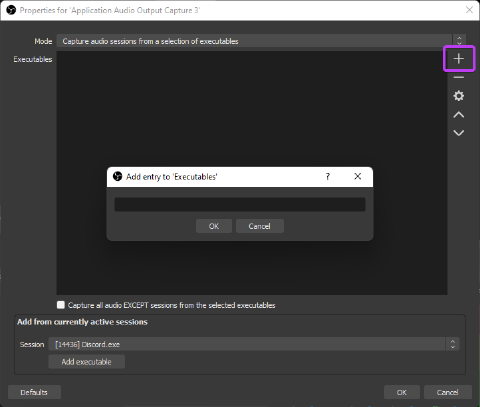 Properties for 'Application Audio Output Capture 3'
Mode Capture audio sessions from a selection of executables
Executables
Add entry to 'Executables' ?
OK Cancel
Capture all audio EXCEPT sessions from the selected executables
Add from currently active sessions
Session [14436] Discord.exe
Add executable
Defaults OK Cancel